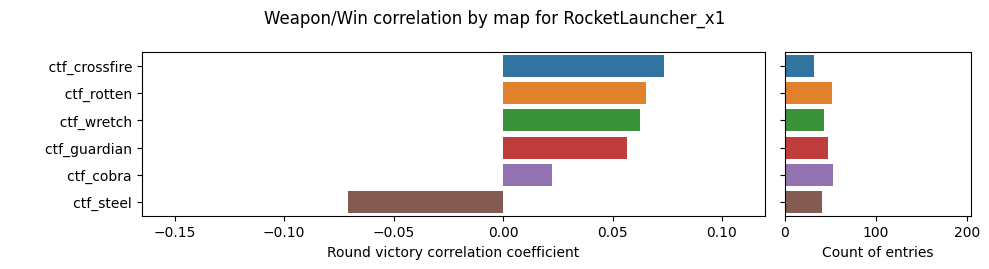 Weapon/Win correlation by map for RocketLauncher_x1
ctf_crossfire
ctf_rotten
ctf_wretch
ctf_guardian
ctf_cobra
ctf_steel
−0.15 −0.10 −0.05 0.00 0.05 0.10
Round victory correlation coefficient
0 100 200
Count of entries